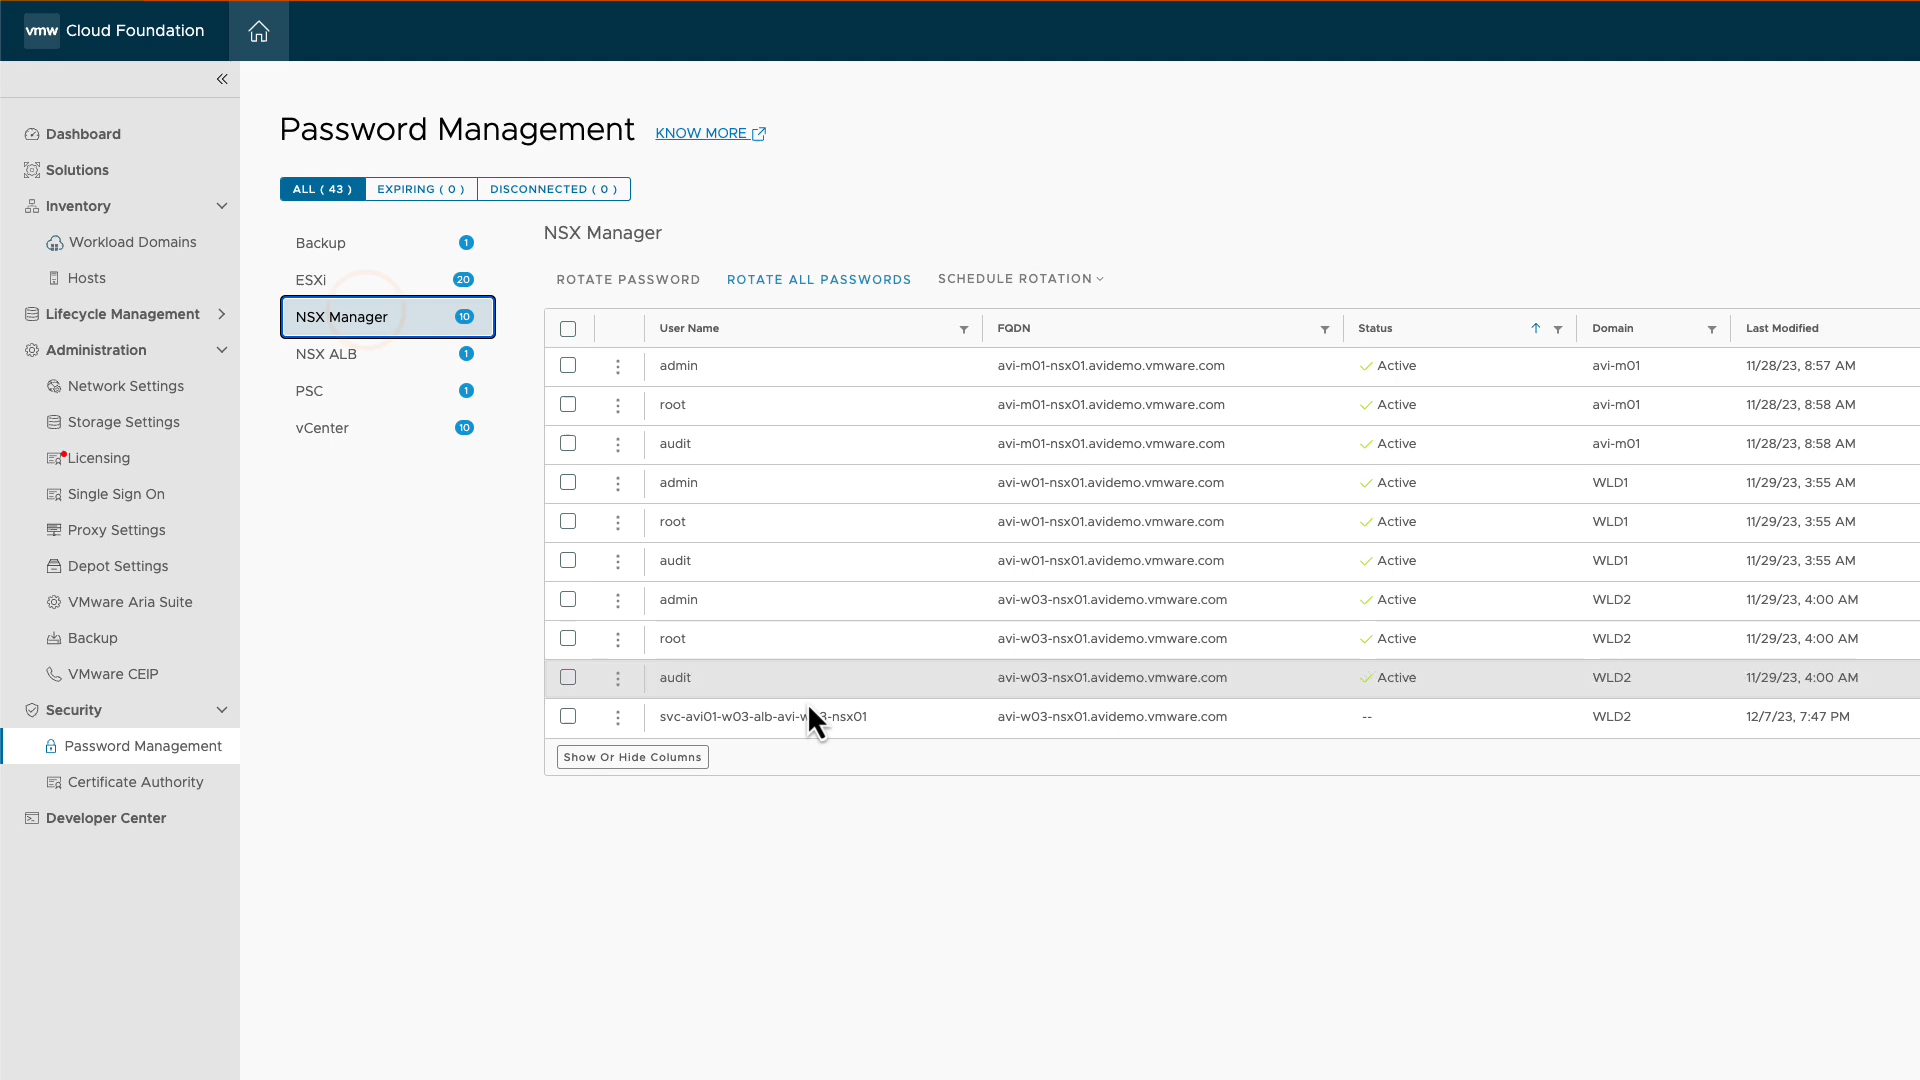 vmw Cloud Foundation
Dashboard
Solutions
Inventory
Workload Domains
Hosts
Lifecycle Management
Administration
Network Settings
Storage Settings
Licensing
Single Sign On
Proxy Settings
Depot Settings
VMware Aria Suite
Backup
VMware CEIP
Security
Password Management
Certificate Authority
Developer Center
Password Management KNOW MORE
ALL ( 43 ) EXPIRING ( 0 ) DISCONNECTED ( 0 )
Backup 1
ESXi 20
NSX Manager 10
NSX ALB 1
PSC 1
vCenter 10
NSX Manager
ROTATE PASSWORD ROTATE ALL PASSWORDS SCHEDULE ROTATION
User Name FQDN Status Domain Last Modified
admin avi-m01-nsx01.avidemo.vmware.com Active avi-m01 11/28/23, 8:57 AM
root avi-m01-nsx01.avidemo.vmware.com Active avi-m01 11/28/23, 8:58 AM
audit avi-m01-nsx01.avidemo.vmware.com Active avi-m01 11/28/23, 8:58 AM
admin avi-w01-nsx01.avidemo.vmware.com Active WLD1 11/29/23, 3:55 AM
root avi-w01-nsx01.avidemo.vmware.com Active WLD1 11/29/23, 3:55 AM
audit avi-w01-nsx01.avidemo.vmware.com Active WLD1 11/29/23, 3:55 AM
admin avi-w03-nsx01.avidemo.vmware.com Active WLD2 11/29/23, 4:00 AM
root avi-w03-nsx01.avidemo.vmware.com Active WLD2 11/29/23, 4:00 AM
audit avi-w03-nsx01.avidemo.vmware.com Active WLD2 11/29/23, 4:00 AM
svc-avi01-w03-alb-avi-w03-nsx01 avi-w03-nsx01.avidemo.vmware.com -- WLD2 12/7/23, 7:47 PM
Show Or Hide Columns